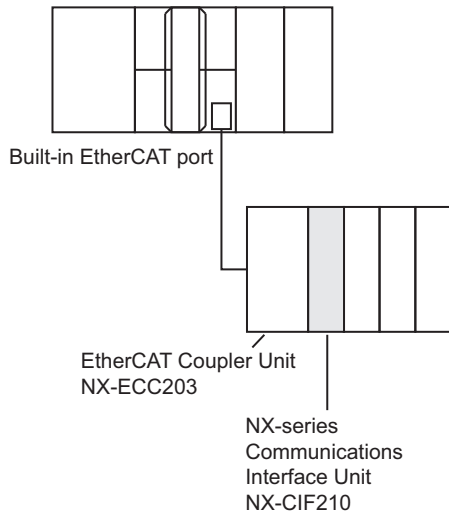 Built-in EtherCAT port
EtherCAT Coupler Unit
NX-ECC203
NX-series
Communications
Interface Unit
NX-CIF210